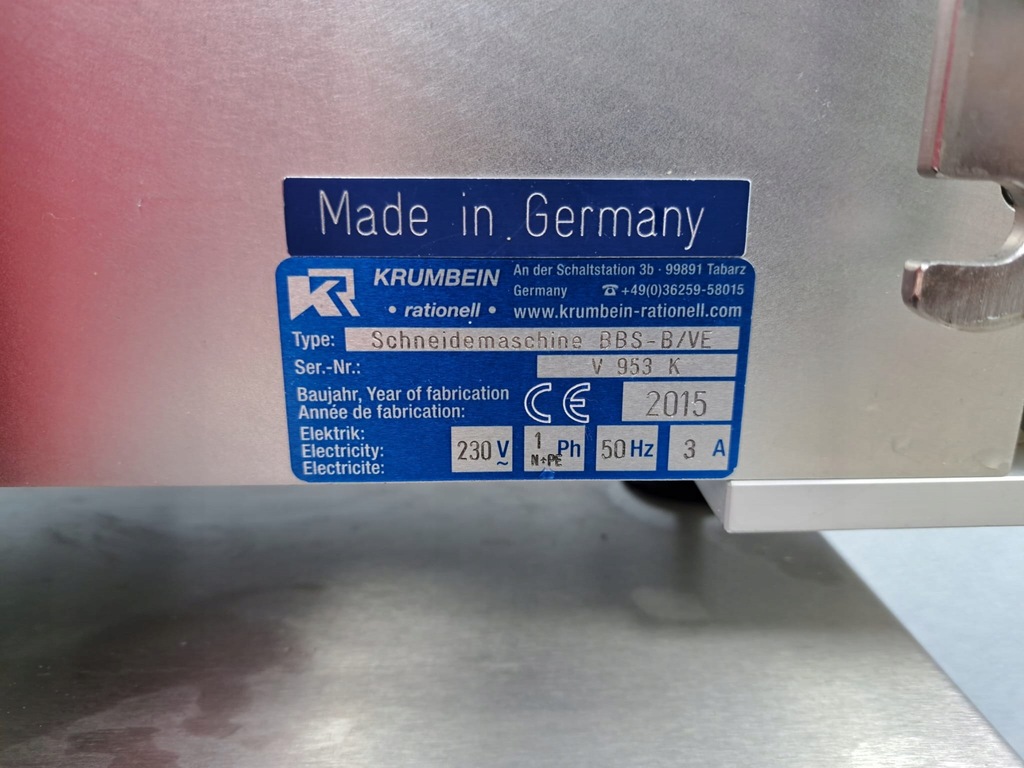 Made in Germany
KR KRUMBEIN
• rationell •
An der Schaltstation 3b · 99891 Tabarz
Germany ☎ +49(0)36259-58015
www.krumbein-rationell.com
Type: Schneidemaschine BBS-B/VE
Ser.-Nr.: V 953 K
Baujahr, Year of fabrication
Année de fabrication: CE 2015
Elektrik:
Electricity:
Electricite:
230 V~ 1 Ph N+PE 50 Hz 3 A